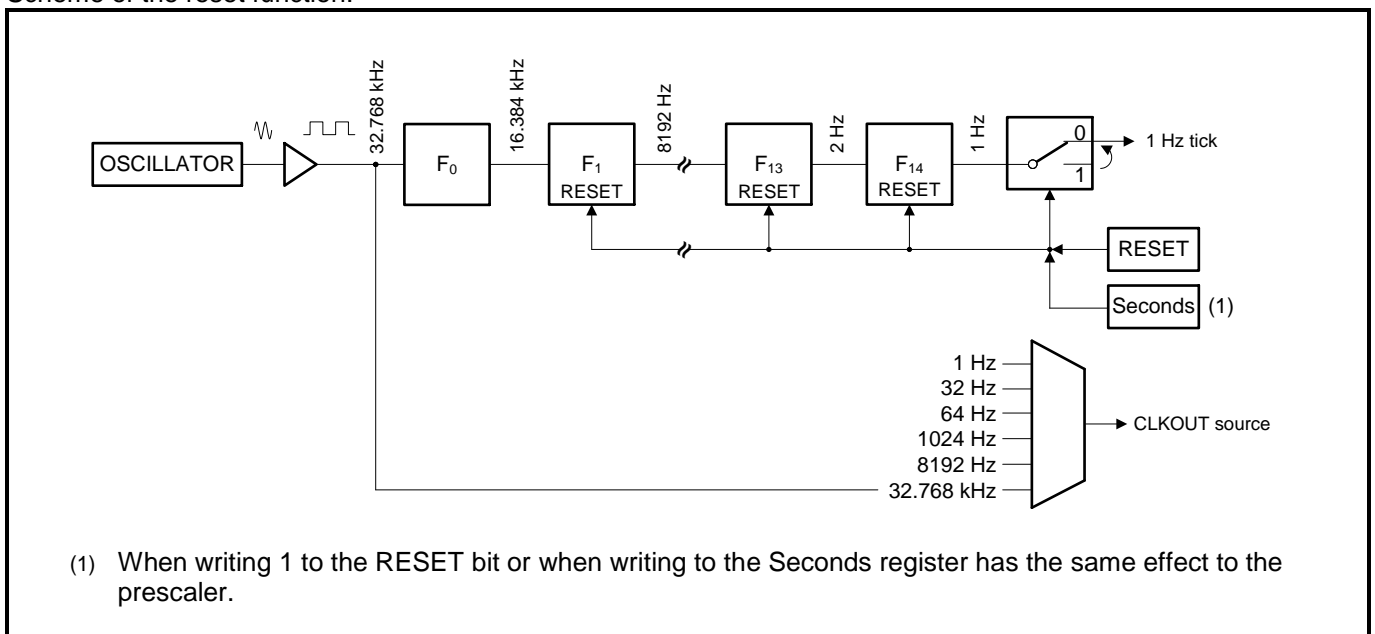 Scheme of the reset function:
32.768 kHz
16.384 kHz
8192 Hz
2 Hz
1 Hz
OSCILLATOR
F₀
F₁
RESET
F₁₃
RESET
F₁₄
RESET
0
1
1 Hz tick
RESET
Seconds (1)
1 Hz
32 Hz
64 Hz
1024 Hz
8192 Hz
32.768 kHz
CLKOUT source
(1) When writing 1 to the RESET bit or when writing to the Seconds register has the same effect to the
prescaler.